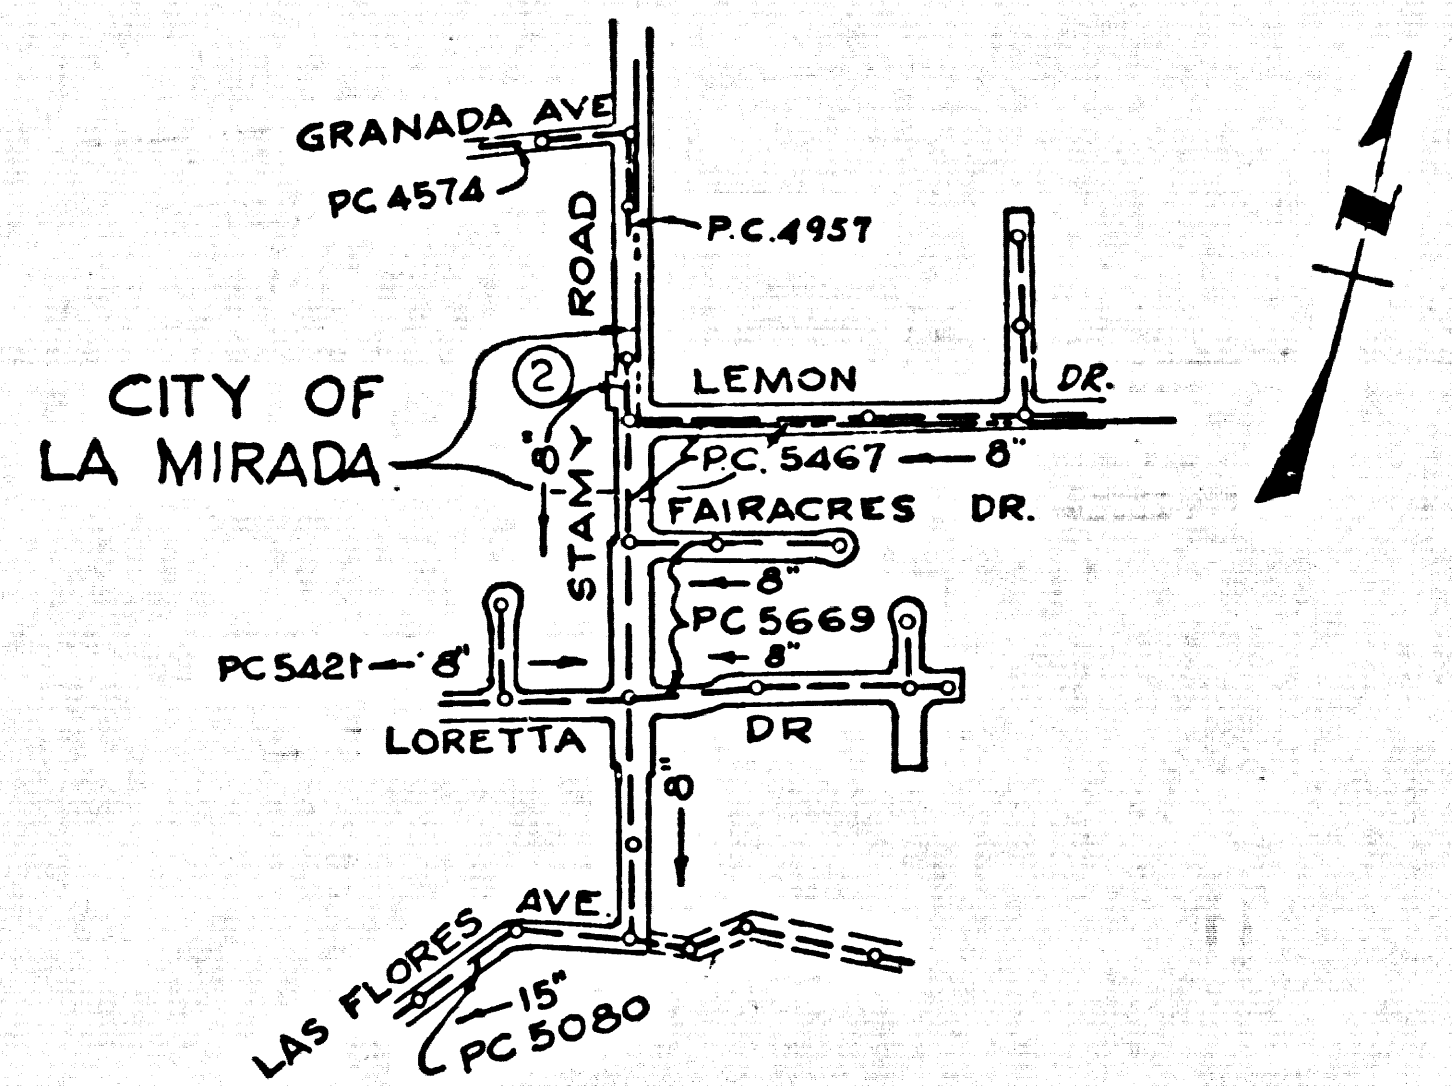 GRANADA AVE
PC 4574
ROAD
P.C. 4957
2
CITY OF
LA MIRADA
LEMON DR.
8"
P.C. 5467 8"
STAMY
FAIRACRES DR.
8"
PC 5669
8"
PC 5421 8"
LORETTA DR
8"
LAS FLORES AVE.
15"
PC 5080
N